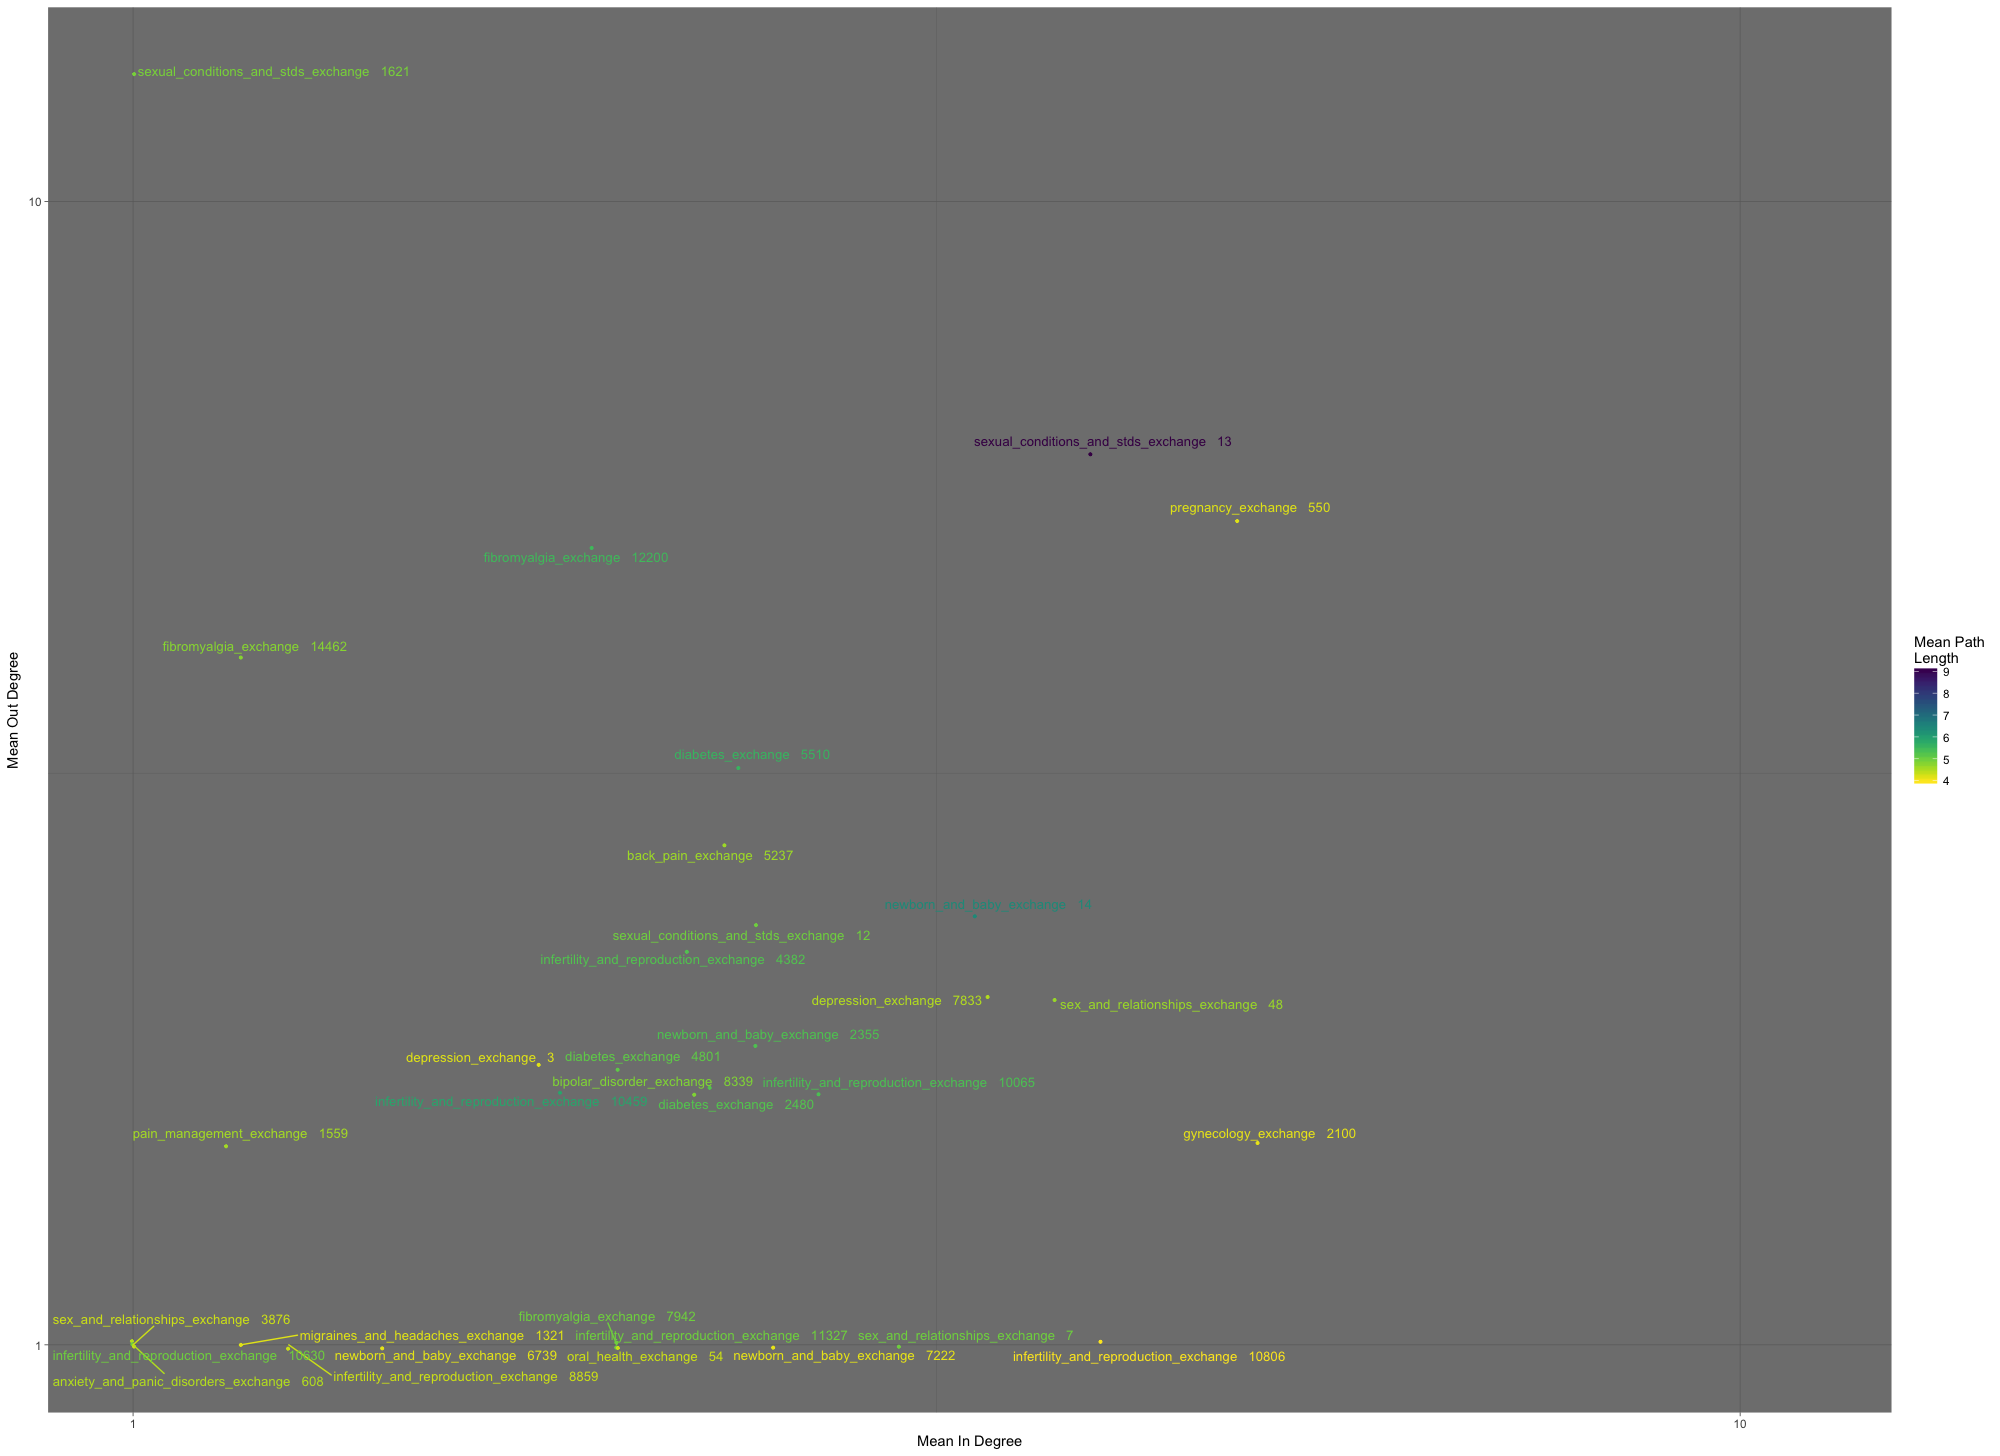 sexual_conditions_and_stds_exchange 1621
10
sexual_conditions_and_stds_exchange 13
pregnancy_exchange 550
fibromyalgia_exchange 12200
fibromyalgia_exchange 14462
Mean Out Degree
diabetes_exchange 5510
back_pain_exchange 5237
newborn_and_baby_exchange 16
sexual_conditions_and_stds_exchange 12
infertility_and_reproduction_exchange 4382
depression_exchange 7833
sex_and_relationships_exchange 48
newborn_and_baby_exchange 2355
depression_exchange 3
diabetes_exchange 4801
bipolar_disorder_exchange 8339
infertility_and_reproduction_exchange 10065
infertility_and_reproduction_exchange 10459
diabetes_exchange 2480
pain_management_exchange 1559
gynecology_exchange 2100
fibromyalgia_exchange 7942
sex_and_relationships_exchange 3876
migraines_and_headaches_exchange 1321
infertility_and_reproduction_exchange 11327
sex_and_relationships_exchange 7
1
infertility_and_reproduction_exchange 10630
newborn_and_baby_exchange 6739
oral_health_exchange 54
newborn_and_baby_exchange 7222
infertility_and_reproduction_exchange 10806
anxiety_and_panic_disorders_exchange 608
infertility_and_reproduction_exchange 8859
1
10
Mean In Degree
Mean Path
Length
9
8
7
6
5
4